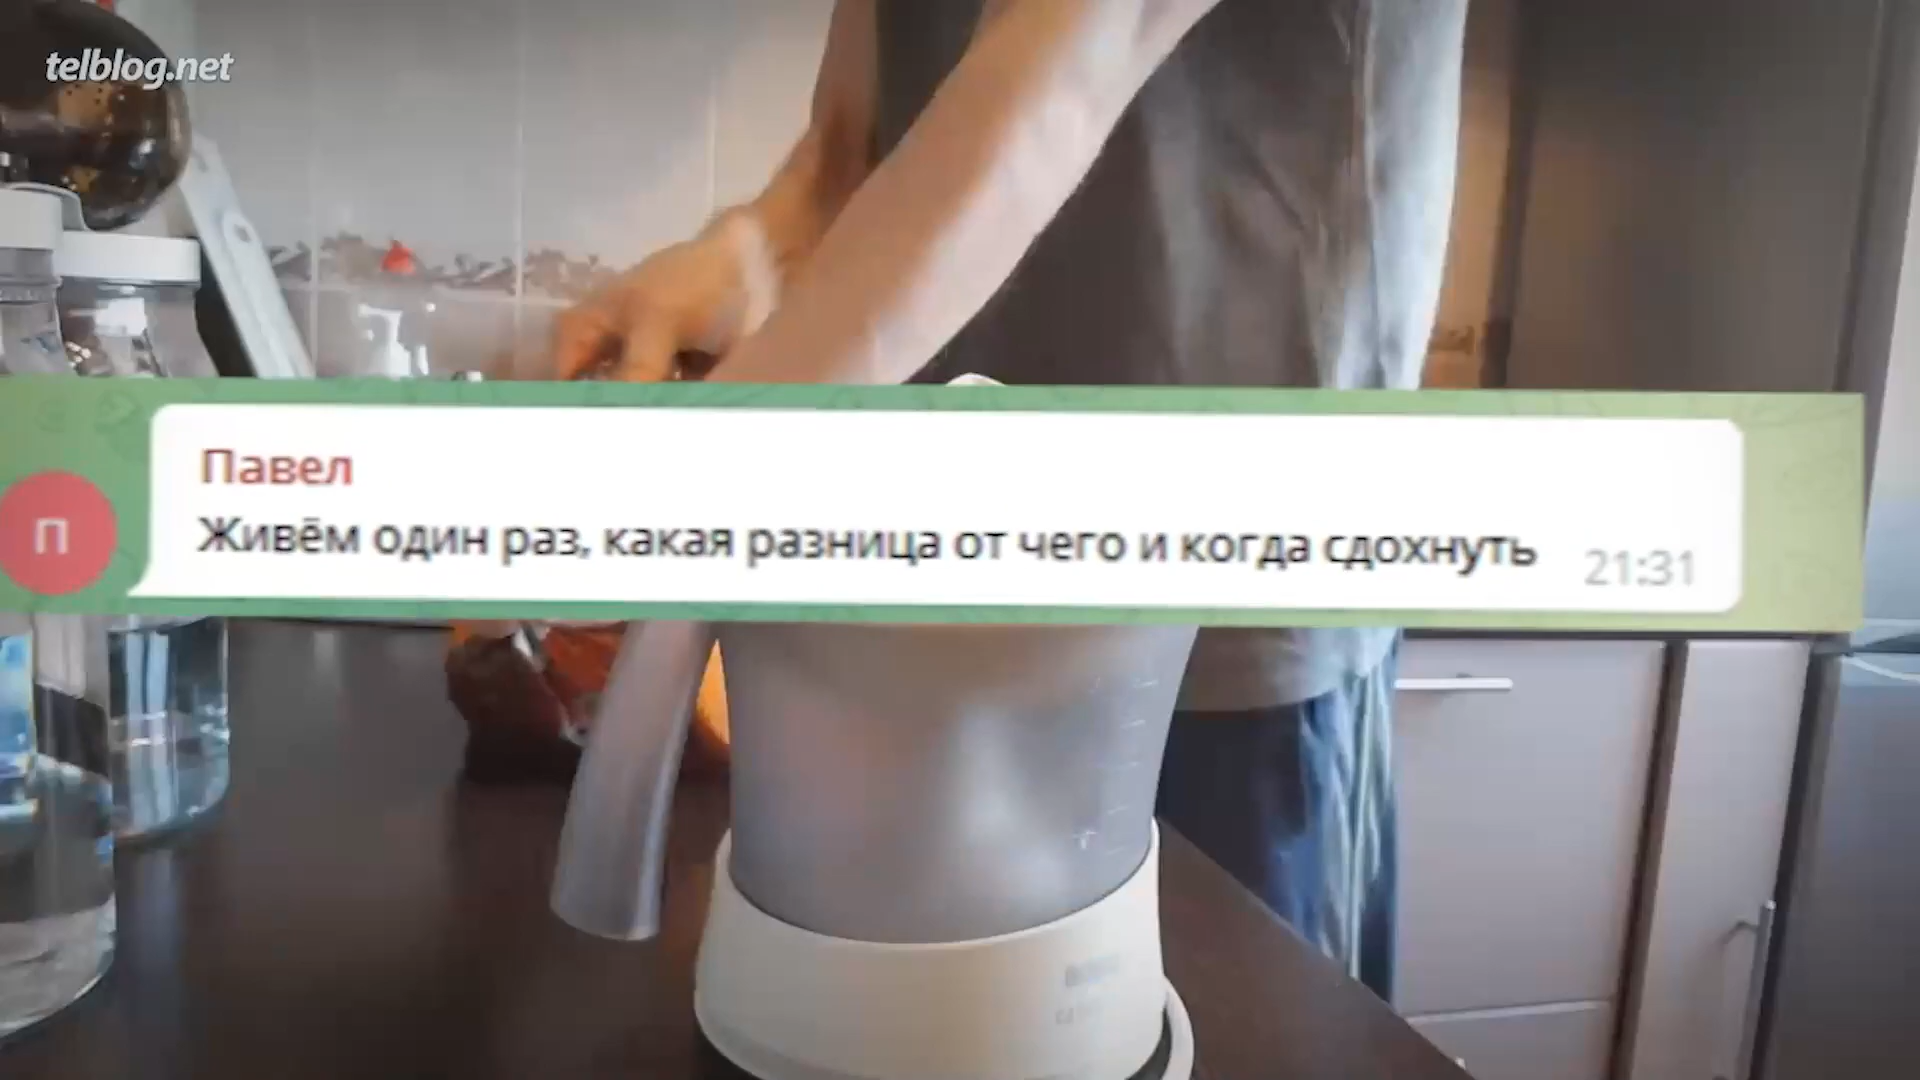 telblog.net
Павел
П
Живём один раз, какая разница от чего и когда сдохнуть
21:31